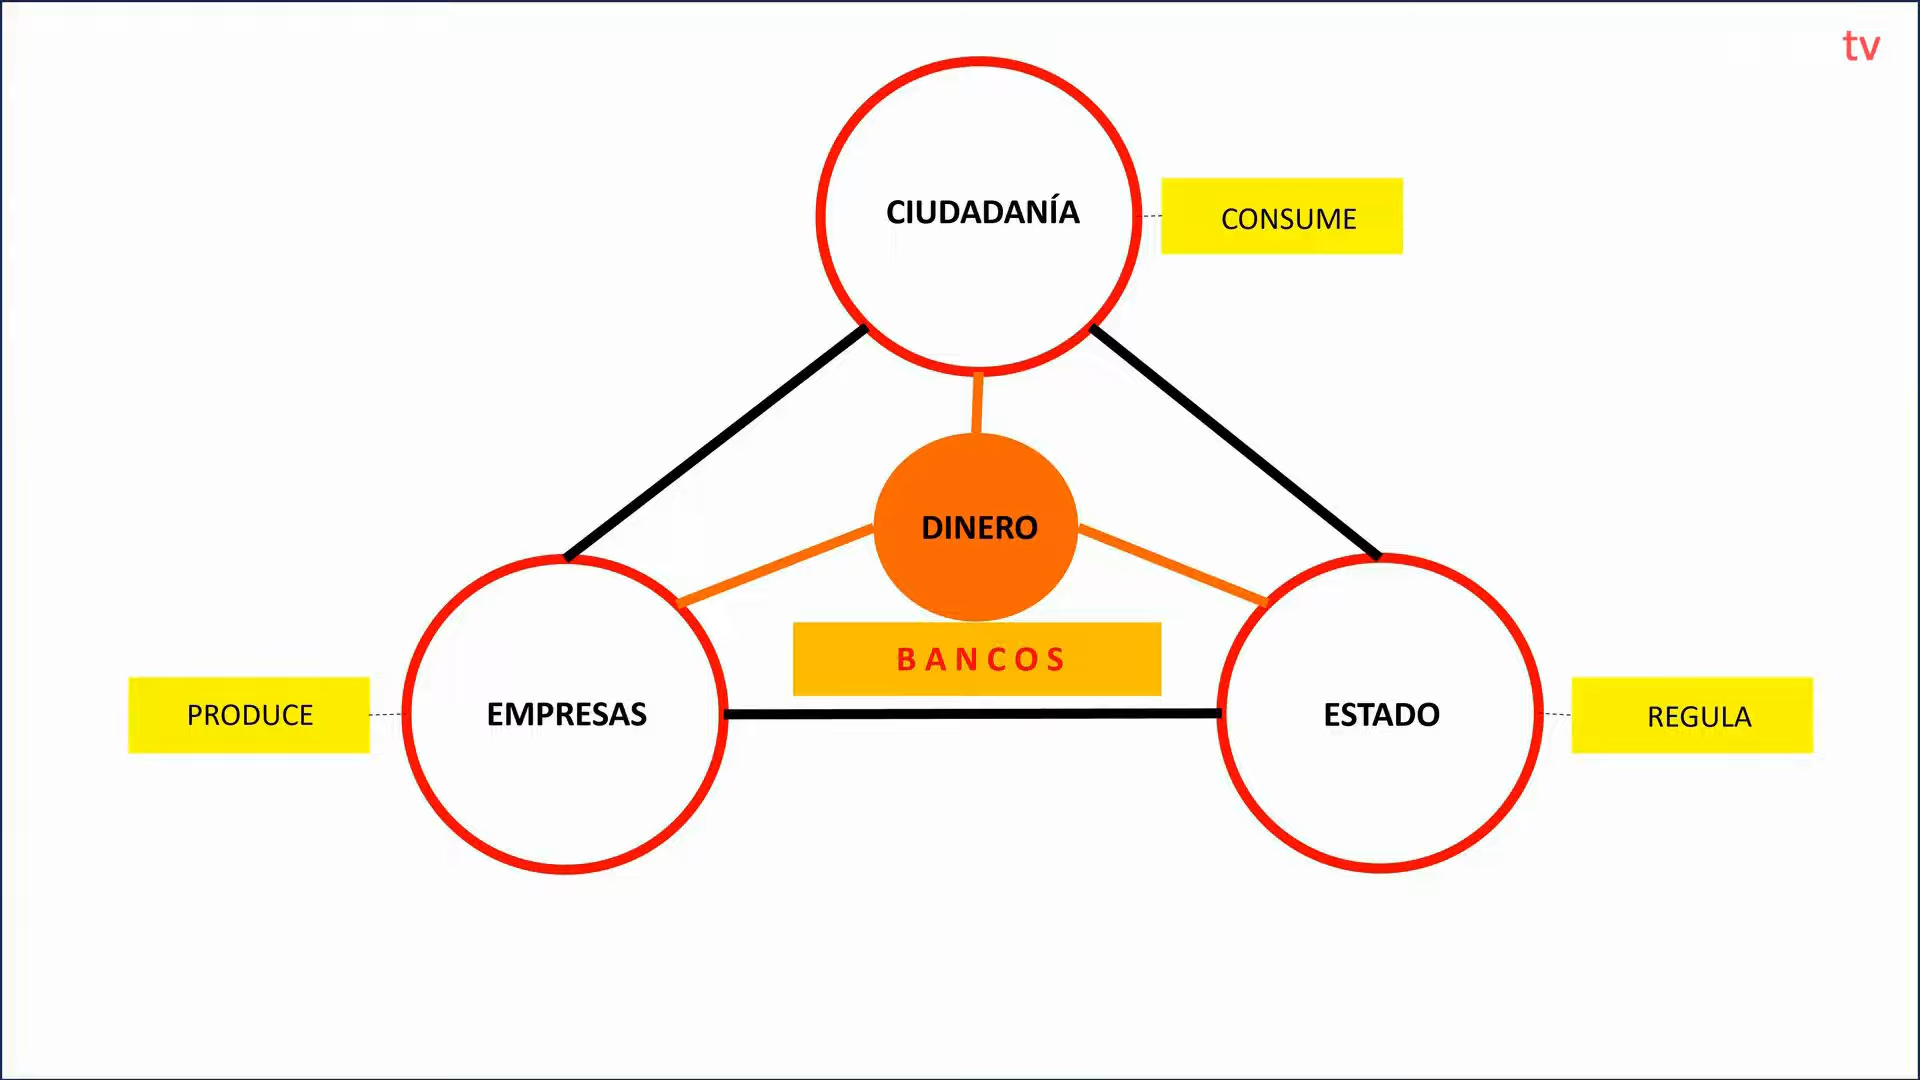 tv
CIUDADANÍA
CONSUME
DINERO
BANCOS
PRODUCE
EMPRESAS
ESTADO
REGULA